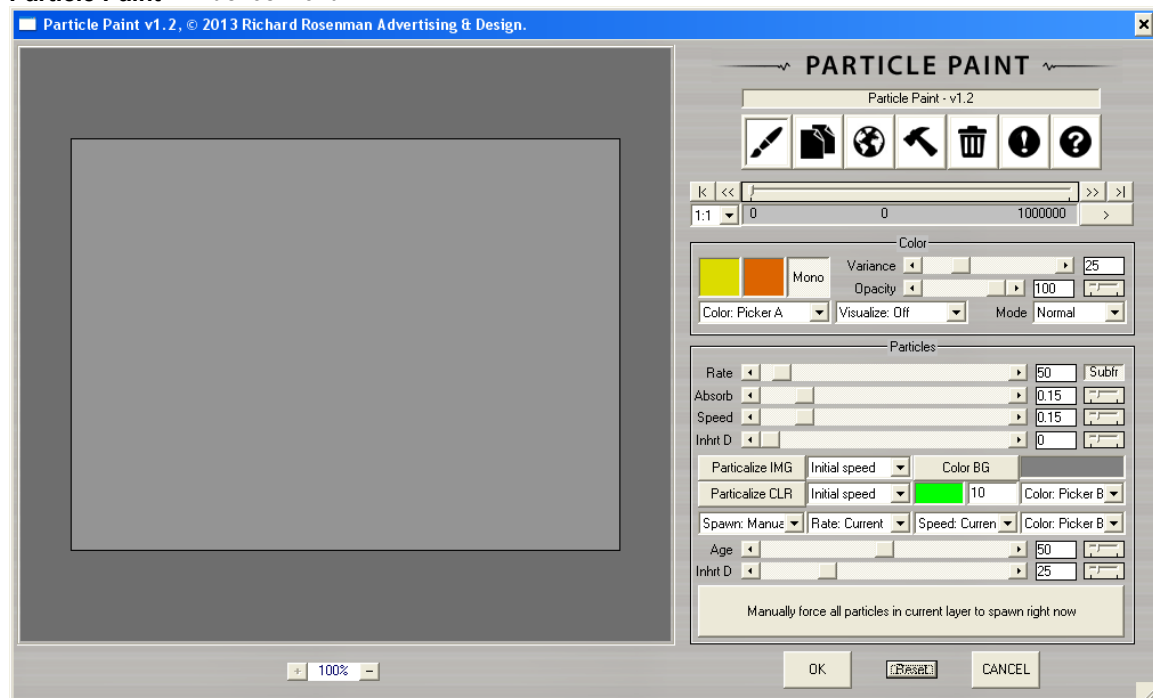 Particle Paint v1.2, © 2013 Richard Rosenman Advertising & Design.
PARTICLE PAINT
Particle Paint - v1.2
K << >> >|
1:1 0 0 1000000 >
Color
Mono Variance 25
Opacity 100
Color: Picker A Visualize: Off Mode Normal
Particles
Rate 50 Subfr
Absorb 0.15
Speed 0.15
Inhrt D 0
Particalize IMG Initial speed Color BG
Particalize CLR Initial speed 10 Color: Picker B
Spawn: Manua Rate: Current Speed: Curren Color: Picker B
Age 50
Inhrt D 25
Manually force all particles in current layer to spawn right now
+ 100% −
OK Reset CANCEL